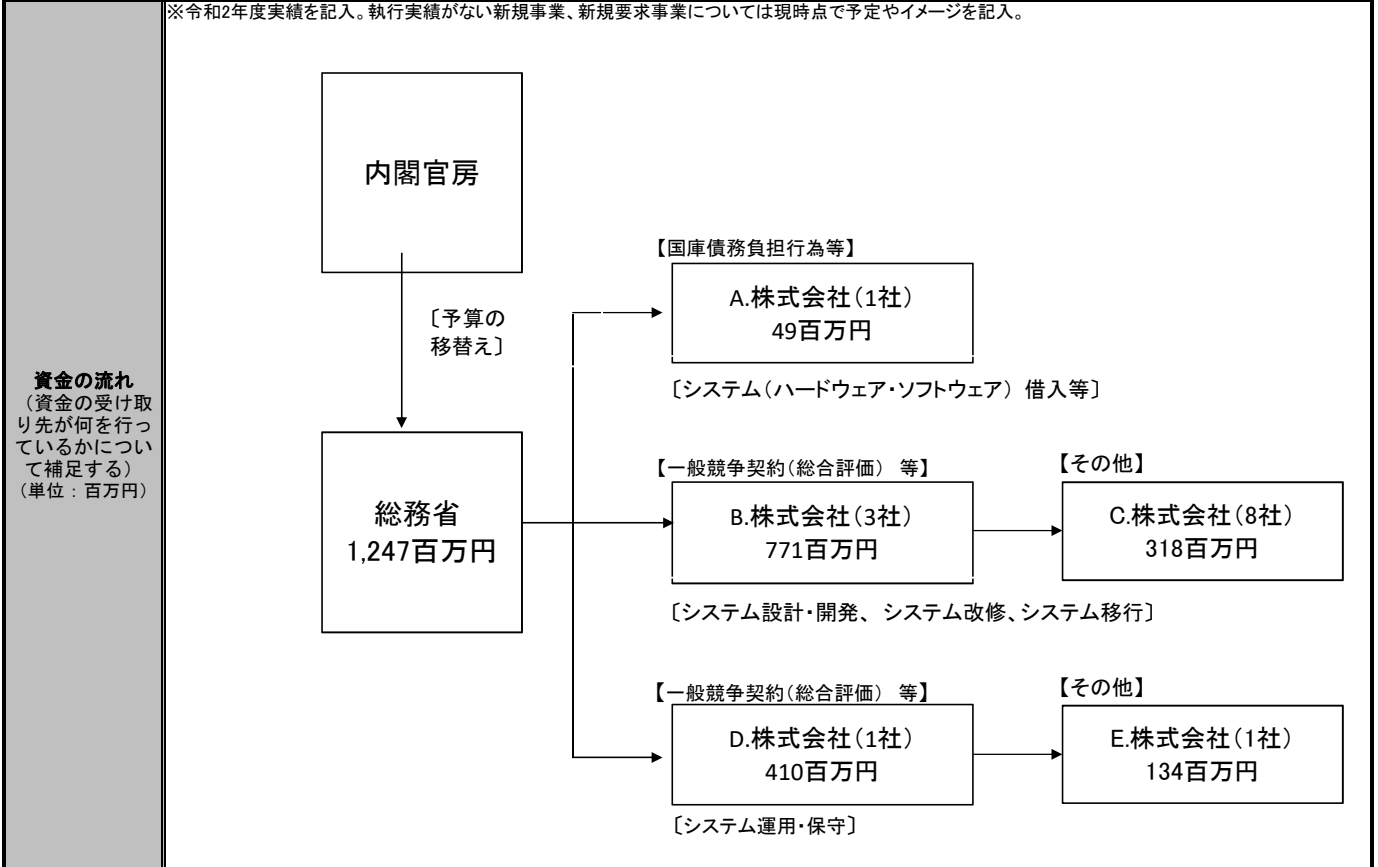 ※令和2年度実績を記入。執行実績がない新規事業、新規要求事業については現時点で予定やイメージを記入。
資金の流れ
（資金の受け取
り先が何を行っ
ているかについ
て補足する）
（単位：百万円）
内閣官房
〔予算の
移替え〕
総務省
1,247百万円
【国庫債務負担行為等】
A.株式会社（1社）
49百万円
〔システム（ハードウェア・ソフトウェア） 借入等〕
【一般競争契約（総合評価） 等】
B.株式会社（3社）
771百万円
〔システム設計・開発、 システム改修、システム移行〕
【その他】
C.株式会社（8社）
318百万円
【一般競争契約（総合評価） 等】
D.株式会社（1社）
410百万円
〔システム運用・保守〕
【その他】
E.株式会社（1社）
134百万円